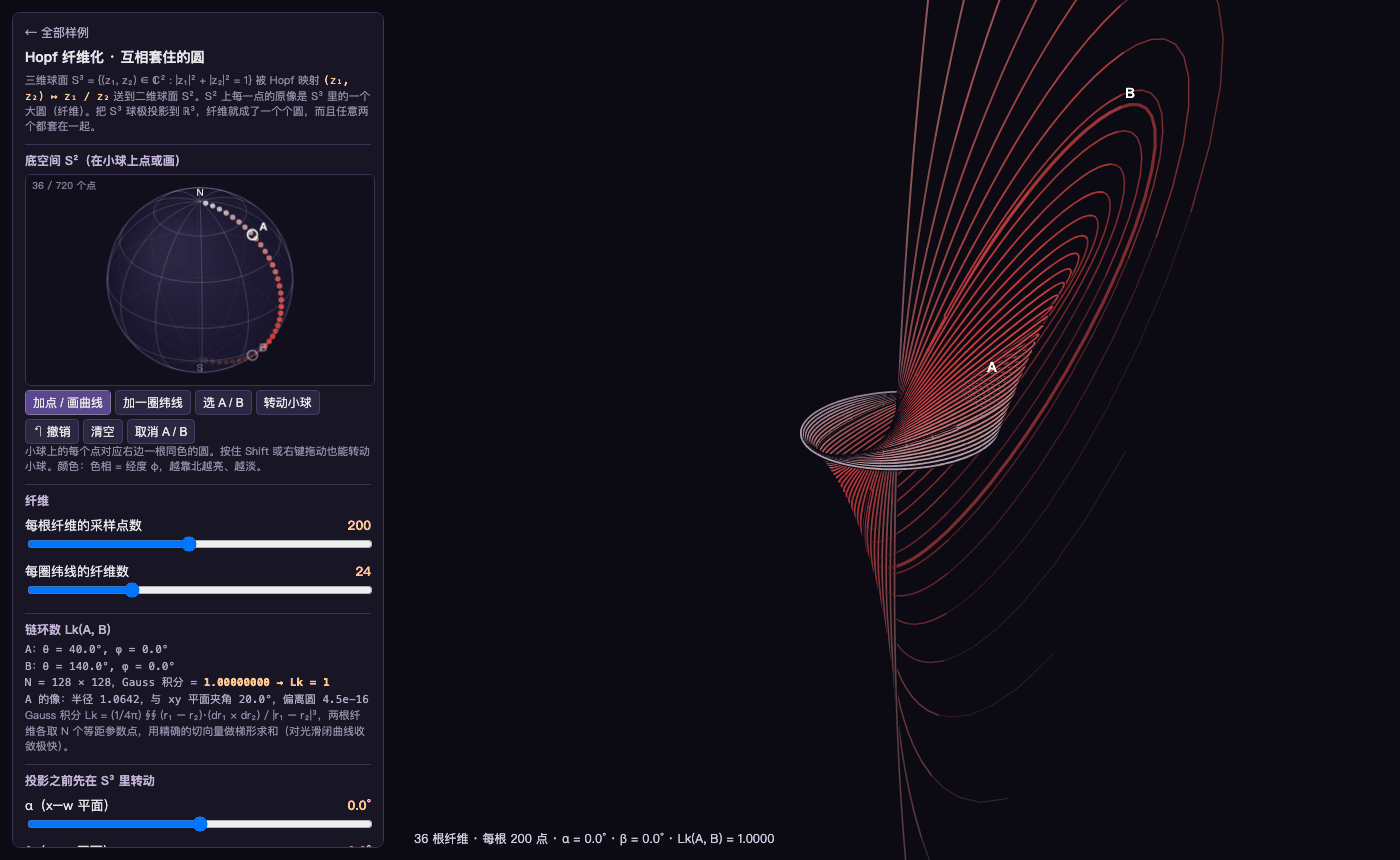 ← 全部样例
Hopf 纤维化 · 互相套住的圆
三维球面 S³ = {(z₁, z₂) ∈ ℂ² : |z₁|² + |z₂|² = 1} 被 Hopf 映射 (z₁,
z₂) ↦ z₁ / z₂ 送到二维球面 S²。S² 上每一点的原像是 S³ 里的一个
大圆（纤维）。把 S³ 球极投影到 ℝ³，纤维就成了一个个圆，而且任意两
个都套在一起。
底空间 S²（在小球上点或画）
36 / 720 个点
N
A
B
S
加点 / 画曲线 加一圈纬线 选 A / B 转动小球
↰ 撤销 清空 取消 A / B
小球上的每个点对应右边一根同色的圆。按住 Shift 或右键拖动也能转动
小球。颜色：色相 = 经度 ϕ，越靠北越亮、越淡。
纤维
每根纤维的采样点数 200
每圈纬线的纤维数 24
链环数 Lk(A, B)
A: θ = 40.0°, φ = 0.0°
B: θ = 140.0°, φ = 0.0°
N = 128 × 128, Gauss 积分 = 1.00000000 → Lk = 1
A 的像: 半径 1.0642, 与 xy 平面夹角 20.0°, 偏离圆 4.5e-16
Gauss 积分 Lk = (1/4π) ∮∮ (r₁ − r₂)·(dr₁ × dr₂) / |r₁ − r₂|³，两根纤
维各取 N 个等距参数点，用精确的切向量做梯形求和（对光滑闭曲线收
敛极快）。
投影之前先在 S³ 里转动
α（x—w 平面） 0.0°
B
A
36 根纤维 · 每根 200 点 · α = 0.0° · β = 0.0° · Lk(A, B) = 1.0000